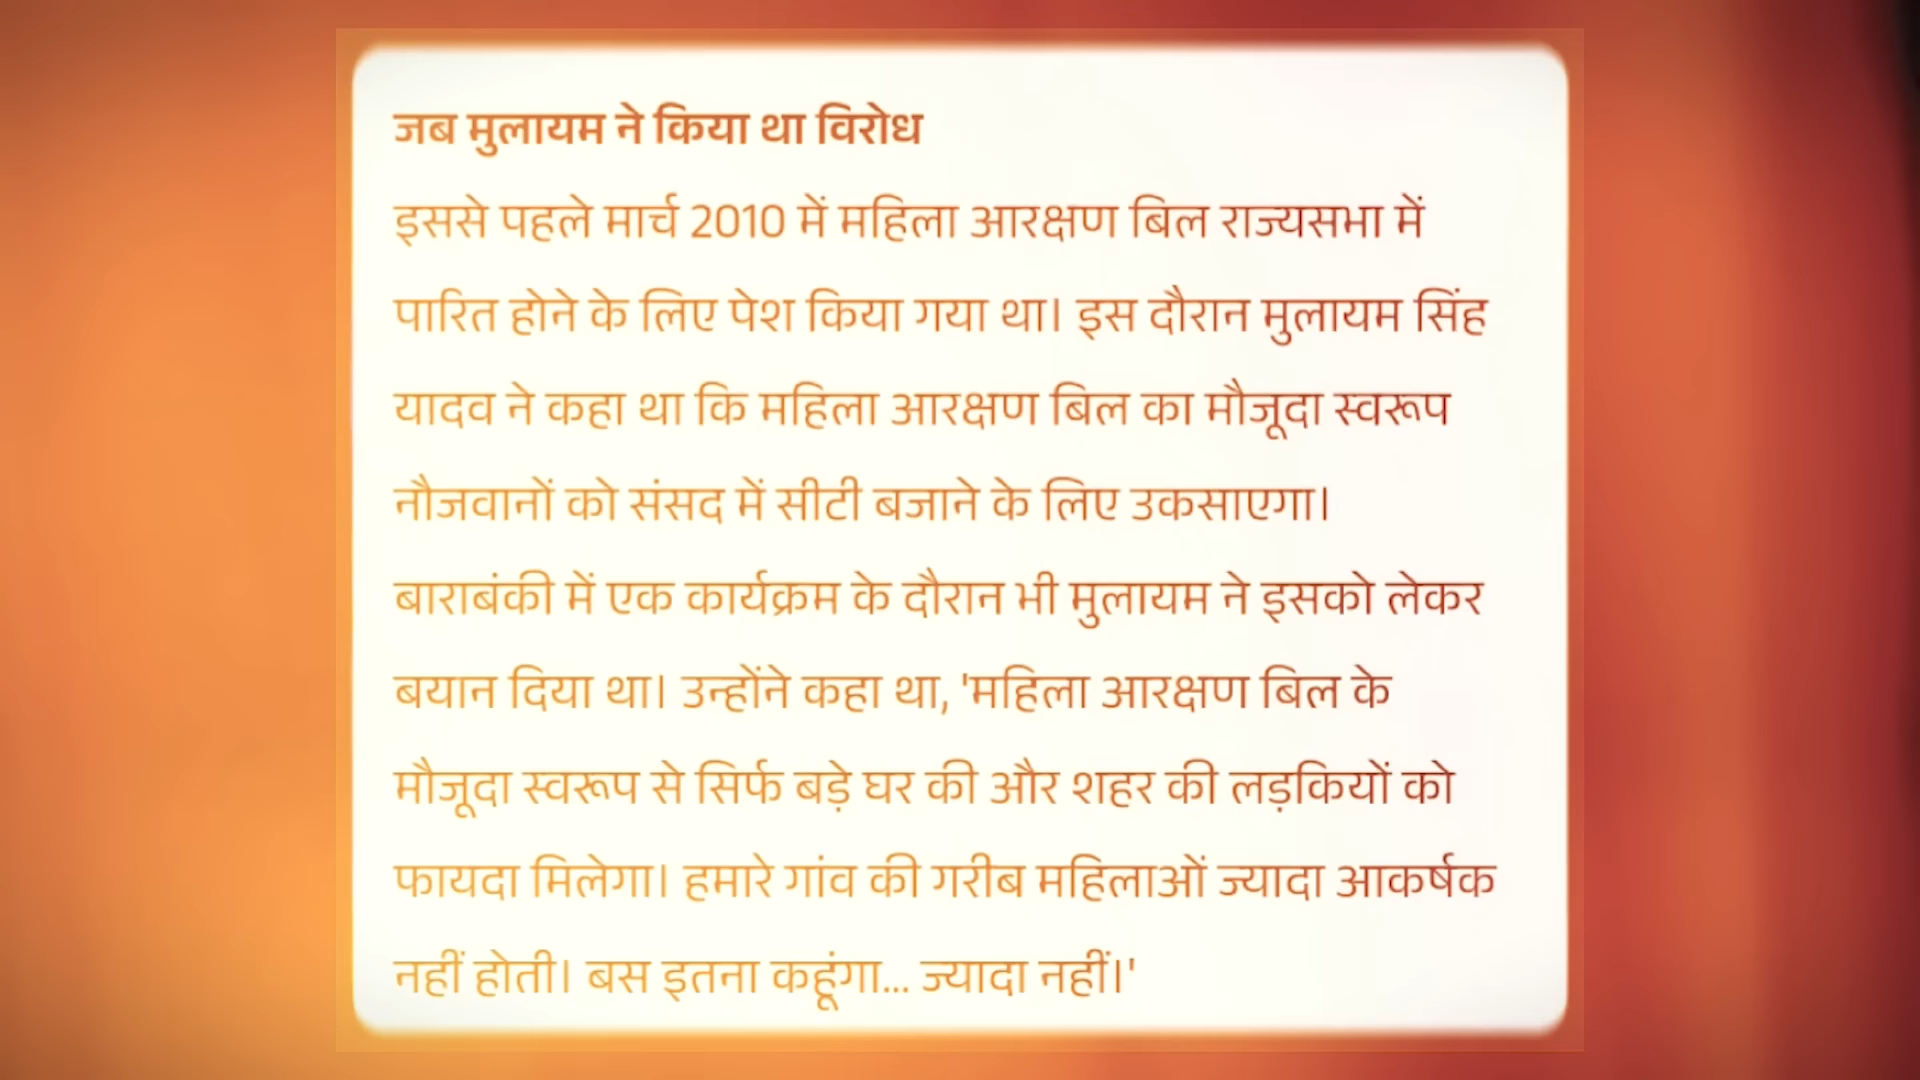 जब मुलायम ने किया था विरोध
इससे पहले मार्च 2010 में महिला आरक्षण बिल राज्यसभा में
पारित होने के लिए पेश किया गया था। इस दौरान मुलायम सिंह
यादव ने कहा था कि महिला आरक्षण बिल का मौजूदा स्वरूप
नौजवानों को संसद में सीटी बजाने के लिए उकसाएगा।
बाराबंकी में एक कार्यक्रम के दौरान भी मुलायम ने इसको लेकर
बयान दिया था। उन्होंने कहा था, 'महिला आरक्षण बिल के
मौजूदा स्वरूप से सिर्फ बड़े घर की और शहर की लड़कियों को
फायदा मिलेगा। हमारे गांव की गरीब महिलाओं ज्यादा आकर्षक
नहीं होती। बस इतना कहूंगा... ज्यादा नहीं।'